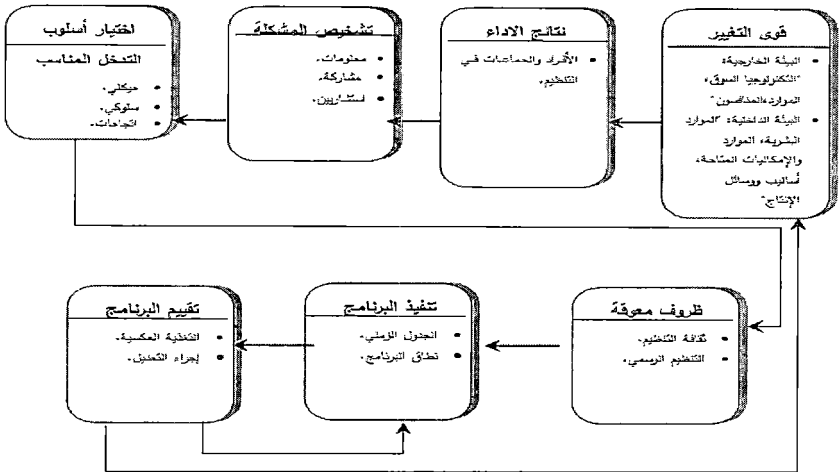 قوى التغيير
البيئة الخارجية:
"التكنولوجيا السوق،
الموارد،المنافسون"
البيئة الداخلية: "الموارد
البشرية، الموارد
والإمكاليات المتاحة،
أساليب ووسائل
الإنتاج"
نتائج الاداء
الأفراد والجماعات في
التنظيم.
تشخيص المشكلة
معلومات.
مشاركة.
استشاريين.
اختيار أسلوب
التدخل المناسب
هيكلي.
سلوكي.
اتجاهات.
ظروف معوقة
ثقافة التنظيم.
التنظيم الرسمي.
تنفيذ البرنامج
الجدول الزمني.
نطاق البرنامج.
تقييم البرنامج
التغذية العكسية.
إجراء التعديل.